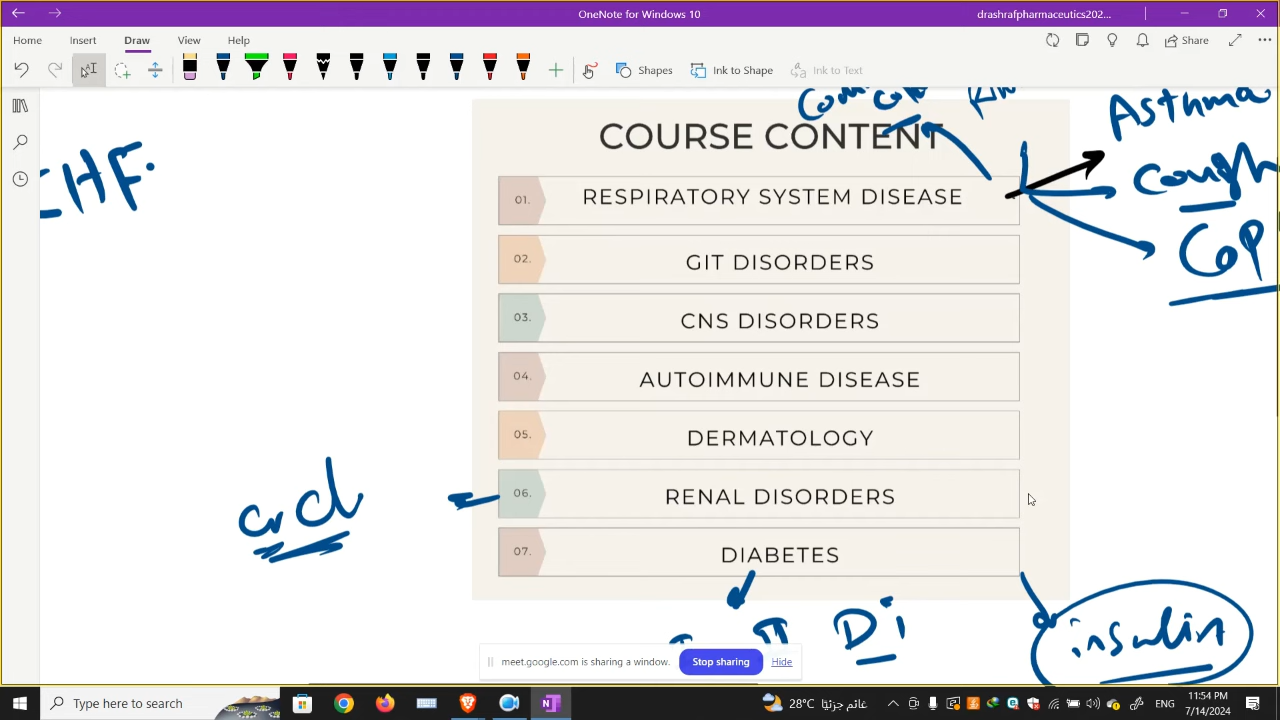 OneNote for Windows 10
drashrafpharmaceutics202...
Home Insert Draw View Help
Share
Shapes Ink to Shape Ink to Text
Asthma
COURSE CONTENT
CHF.
Cough
01. RESPIRATORY SYSTEM DISEASE
COP
02. GIT DISORDERS
03. CNS DISORDERS
04. AUTOIMMUNE DISEASE
05. DERMATOLOGY
06. RENAL DISORDERS
crcl
07. DIABETES
II Di
insulin
meet.google.com is sharing a window. Stop sharing Hide
Type here to search
28°C غائم جزئيًا
ENG
11:54 PM
7/14/2024